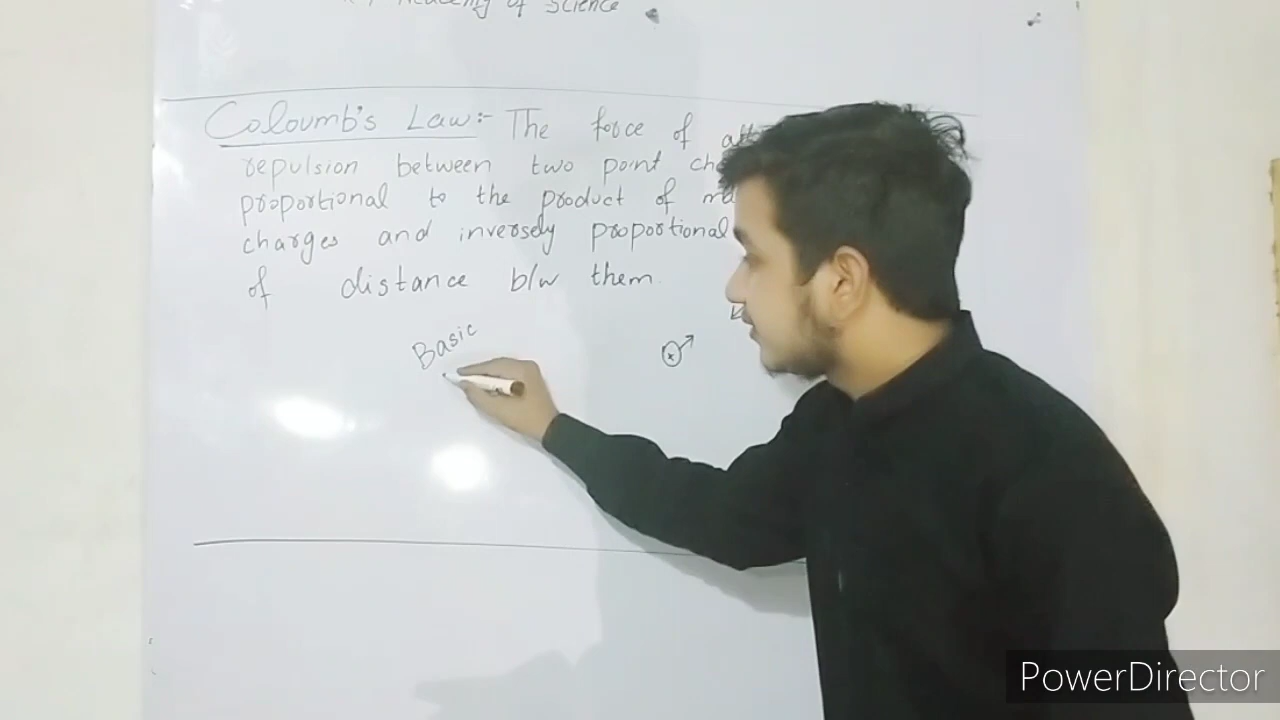 Academy of Science
Coloumb's Law:- The force of
repulsion between two point
proportional to the product of
charges and inversely proportional
of distance b/w them.
Basic
PowerDirector